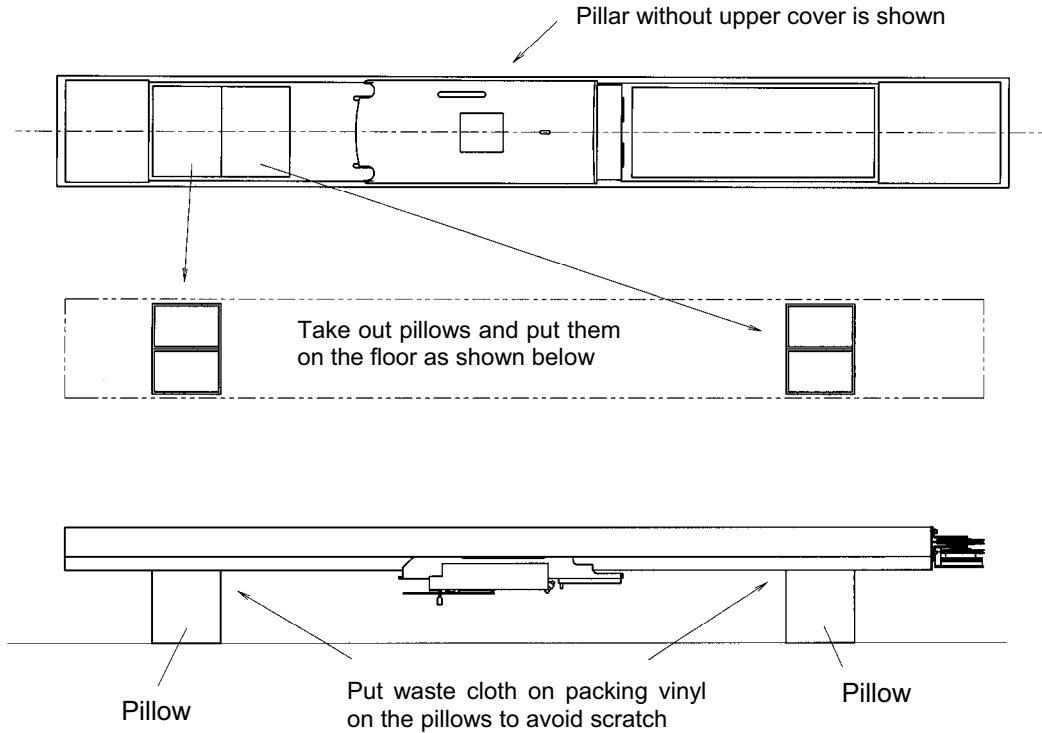 Pillar without upper cover is shown
Take out pillows and put them
on the floor as shown below
Pillow
Put waste cloth on packing vinyl
on the pillows to avoid scratch
Pillow